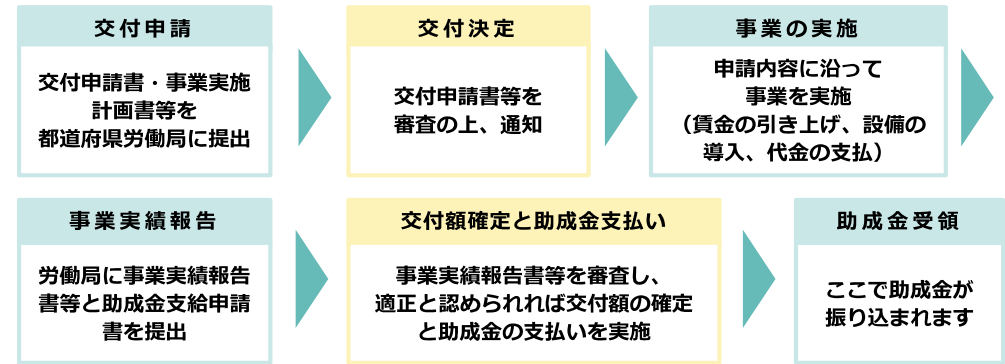 交付申請
交付申請書・事業実施
計画書等を
都道府県労働局に提出
交付決定
交付申請書等を
審査の上、通知
事業の実施
申請内容に沿って
事業を実施
（賃金の引き上げ、設備の
導入、代金の支払）
事業実績報告
労働局に事業実績報告
書等と助成金支給申請
書を提出
交付額確定と助成金支払い
事業実績報告書等を審査し、
適正と認められれば交付額の確定
と助成金の支払いを実施
助成金受領
ここで助成金が
振り込まれます